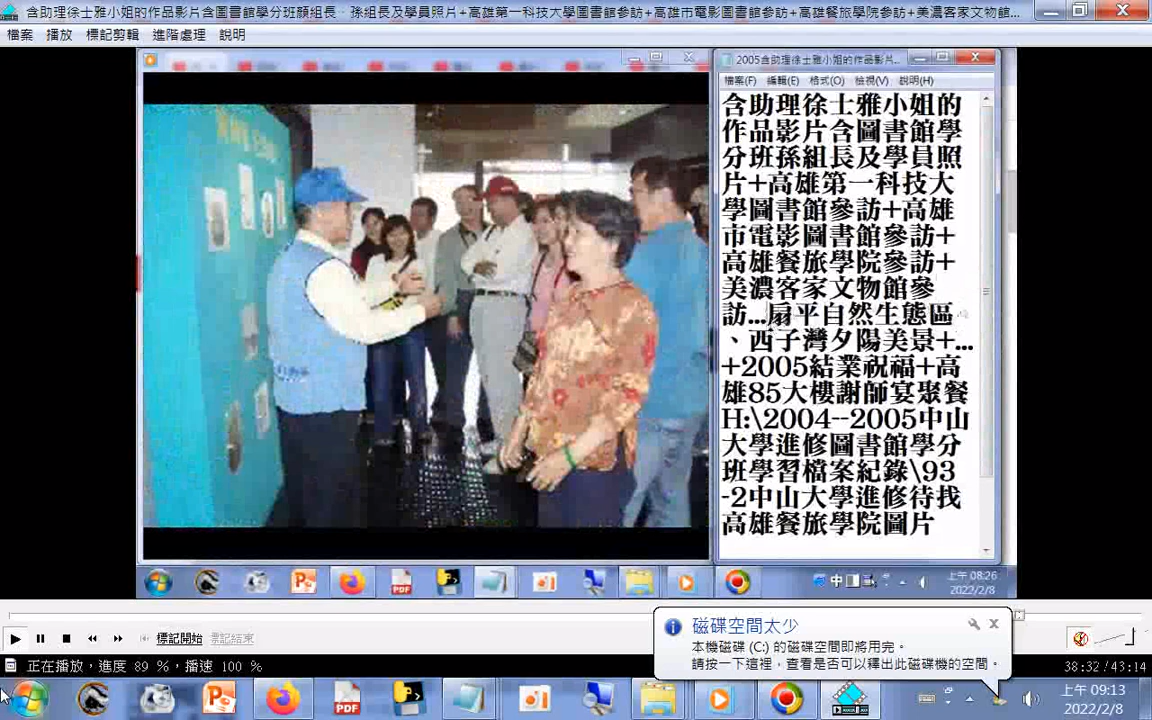 含助理徐士雅小姐的作品影片含圖書館學分班顏組長、孫組長及學員照片+高雄第一科技大學圖書館參訪+高雄市電影圖書館參訪+高雄餐旅學院參訪+美濃客家文物館...
檔案 播放 標記剪輯 進階處理 說明
2005含助理徐士雅小姐的作品影片...
檔案(F) 編輯(E) 格式(O) 檢視(V) 說明(H)
含助理徐士雅小姐的
作品影片含圖書館學
分班孫組長及學員照
片+高雄第一科技大
學圖書館參訪+高雄
市電影圖書館參訪+
高雄餐旅學院參訪+
美濃客家文物館參
訪...扇平自然生態區
、西子灣夕陽美景+...
+2005結業祝福+高
雄85大樓謝師宴聚餐
H:\2004--2005中山
大學進修圖書館學分
班學習檔案紀錄\93
-2中山大學進修待找
高雄餐旅學院圖片
中
上午 08:26
2022/2/8
標記開始 標記結束
磁碟空間太少
本機磁碟 (C:) 的磁碟空間即將用完。
請按一下這裡，查看是否可以釋出此磁碟機的空間。
正在播放，進度 89 %，播速 100 %
38:32 / 43:14
上午 09:13
2022/2/8